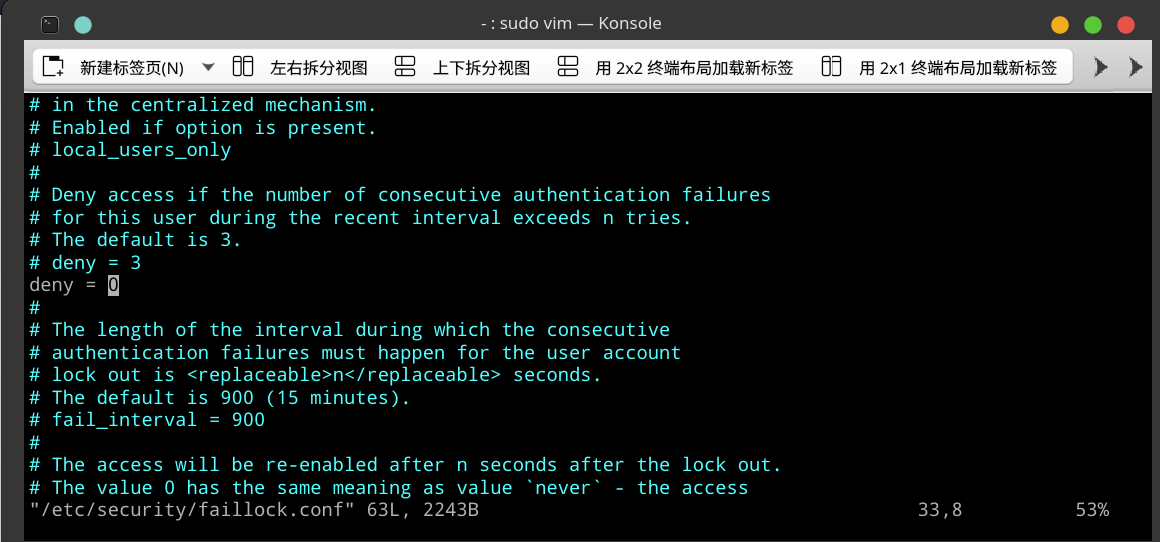 - : sudo vim — Konsole
新建标签页(N) 左右拆分视图 上下拆分视图 用 2x2 终端布局加载新标签 用 2x1 终端布局加载新标签
# in the centralized mechanism.
# Enabled if option is present.
# local_users_only
#
# Deny access if the number of consecutive authentication failures
# for this user during the recent interval exceeds n tries.
# The default is 3.
# deny = 3
deny = 0
#
# The length of the interval during which the consecutive
# authentication failures must happen for the user account
# lock out is <replaceable>n</replaceable> seconds.
# The default is 900 (15 minutes).
# fail_interval = 900
#
# The access will be re-enabled after n seconds after the lock out.
# The value 0 has the same meaning as value `never` - the access
"/etc/security/faillock.conf" 63L, 2243B 33,8 53%